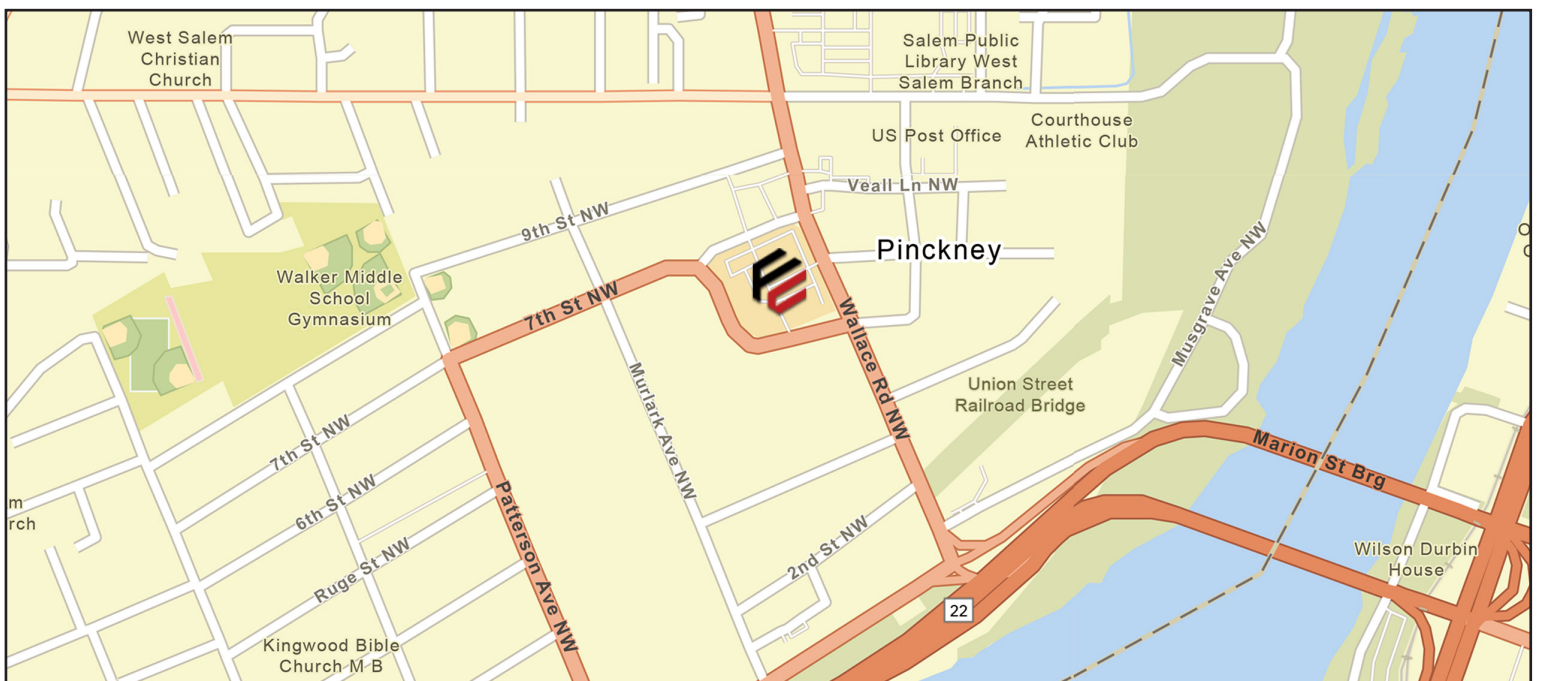 West Salem
Christian
Church
Salem Public
Library West
Salem Branch
US Post Office
Courthouse
Athletic Club
Veall Ln NW
9th St NW
Pinckney
Musgrave Ave NW
Walker Middle
School
Gymnasium
7th St NW
Wallace Rd NW
Murlark Ave NW
Union Street
Railroad Bridge
7th St NW
Marion St Brg
6th St NW
Patterson Ave NW
m
rch
2nd St NW
Ruge St NW
Wilson Durbin
House
22
Kingwood Bible
Church M B